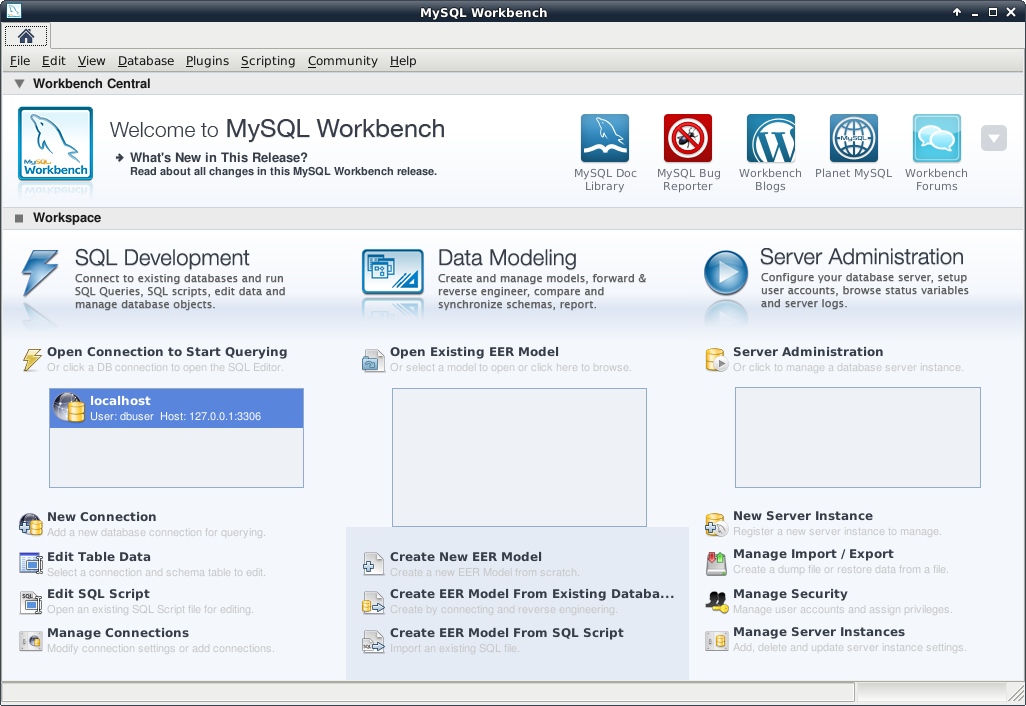 MySQL Workbench
File Edit View Database Plugins Scripting Community Help
Workbench Central
MySQL
Workbench
Welcome to MySQL Workbench
What's New in This Release?
Read about all changes in this MySQL Workbench release.
MySQL Doc
Library
MySQL Bug
Reporter
Workbench
Blogs
MySQL
Planet MySQL
Workbench
Forums
Workspace
SQL Development
Connect to existing databases and run
SQL Queries, SQL scripts, edit data and
manage database objects.
Data Modeling
Create and manage models, forward &
reverse engineer, compare and
synchronize schemas, report.
Server Administration
Configure your database server, setup
user accounts, browse status variables
and server logs.
Open Connection to Start Querying
Or click a DB connection to open the SQL Editor.
localhost
User: dbuser Host: 127.0.0.1:3306
New Connection
Add a new database connection for querying.
Edit Table Data
Select a connection and schema table to edit.
SQL
Edit SQL Script
Open an existing SQL Script file for editing.
Manage Connections
Modify connection settings or add connections.
Open Existing EER Model
Or select a model to open or click here to browse.
Create New EER Model
Create a new EER Model from scratch.
Create EER Model From Existing Databa...
Create by connecting and reverse engineering.
SQL
Create EER Model From SQL Script
Import an existing SQL file.
Server Administration
Or click to manage a database server instance.
New Server Instance
Register a new server instance to manage.
Manage Import / Export
Create a dump file or restore data from a file.
Manage Security
Manage user accounts and assign privileges.
Manage Server Instances
Add, delete and update server instance settings.